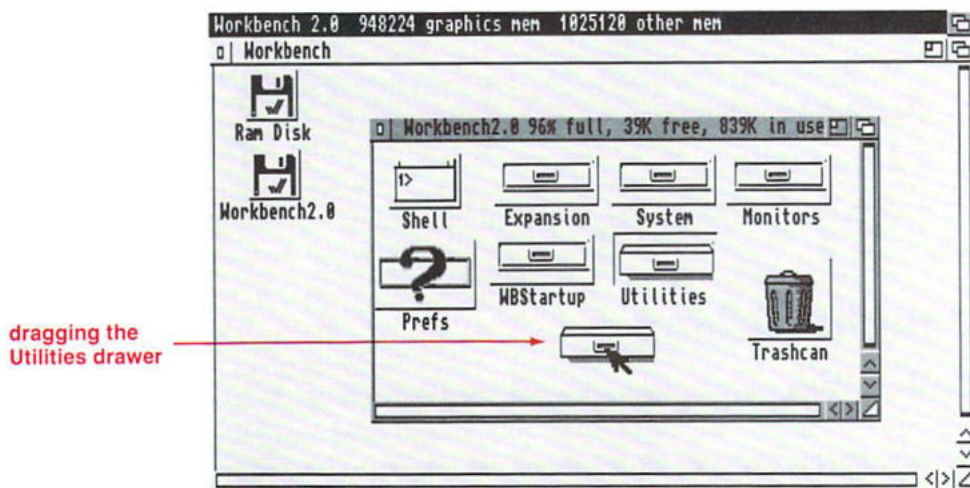 Workbench 2.0 948224 graphics mem 1025120 other mem
Workbench
Ram Disk
Workbench2.0
Workbench2.0 96% full, 39K free, 839K in use
1>
Shell
Expansion
System
Monitors
Prefs
WBStartup
Utilities
Trashcan
dragging the
Utilities drawer